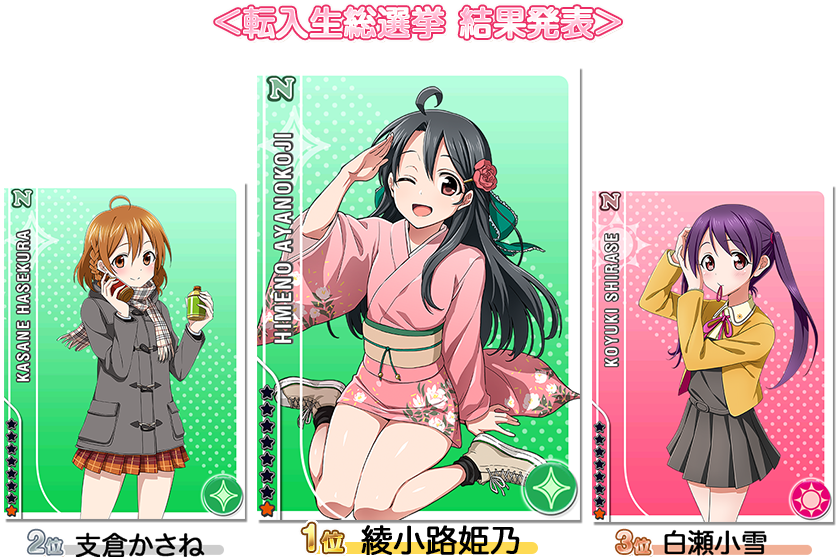 <転入生総選挙 結果発表>
N
HIMENO AYANOKOJI
N
KASANE HASEKURA
N
KOYUKI SHIRASE
2位 支倉かさね
1位 綾小路姫乃
3位 白瀬小雪